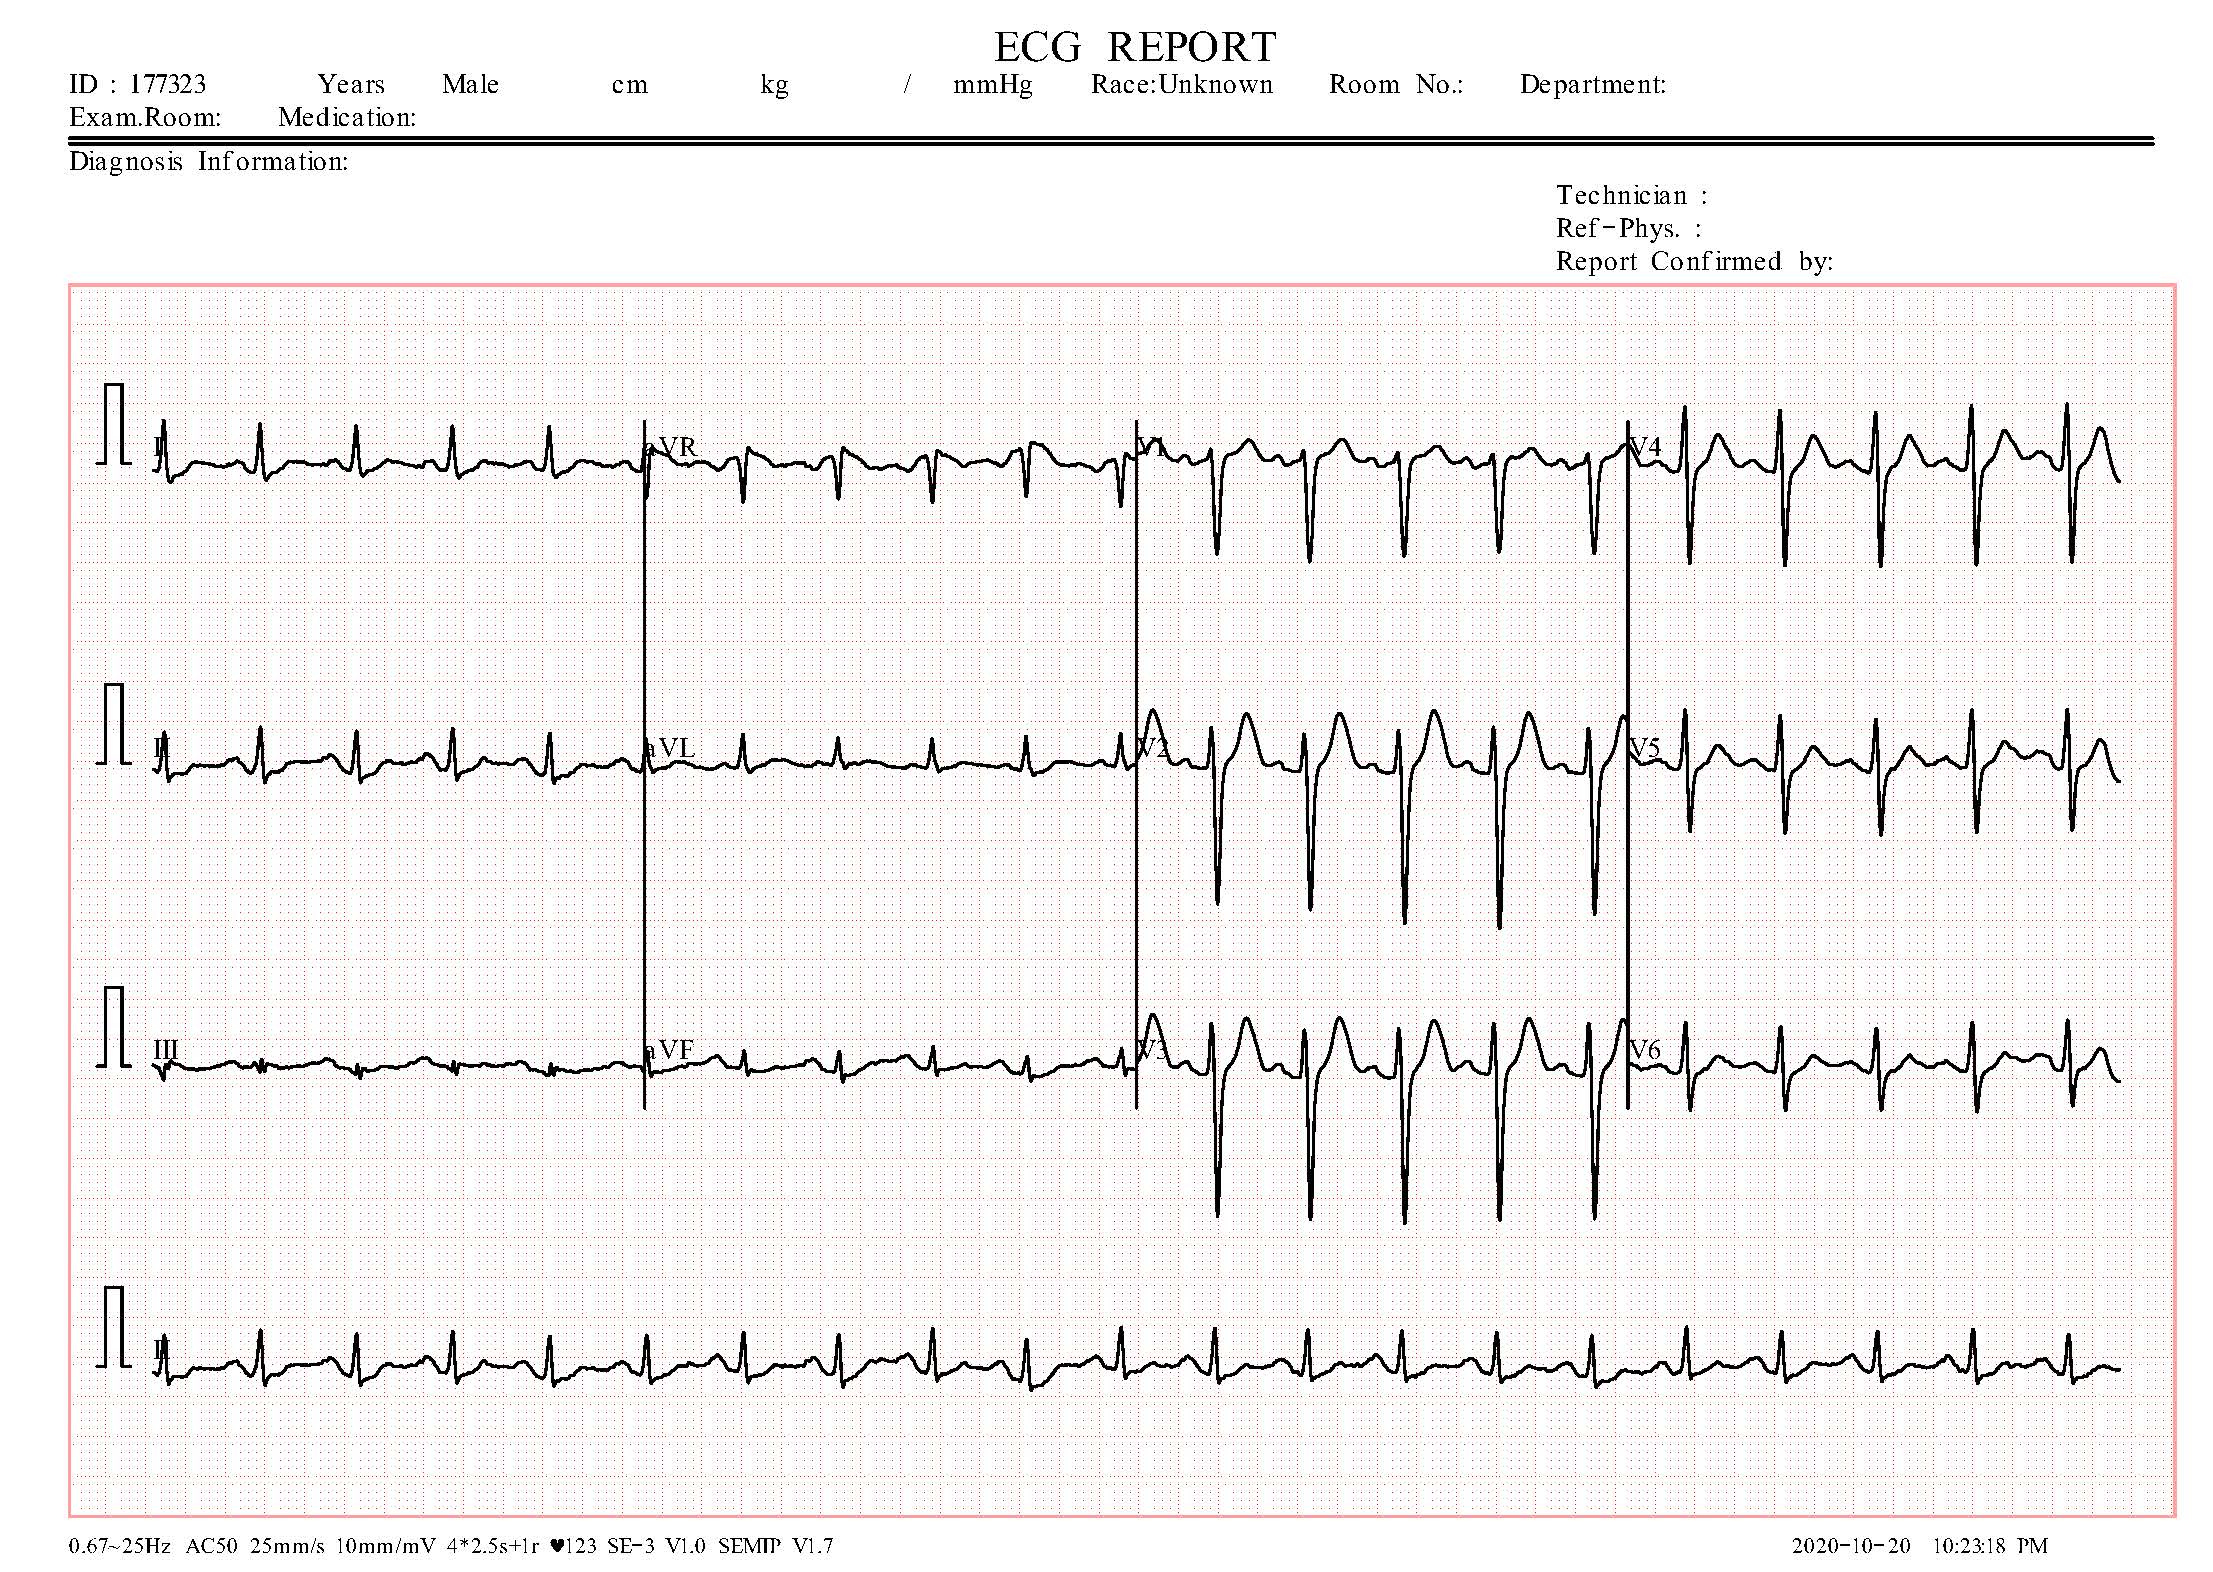 ECG REPORT
ID : 177323 Years Male cm kg / mmHg Race:Unknown Room No.: Department:
Exam.Room: Medication:
Diagnosis Information:
Technician :
Ref-Phys. :
Report Confirmed by:
I aVR V1 V4
II aVL V2 V5
III aVF V3 V6
II
0.67~25Hz AC50 25mm/s 10mm/mV 4*2.5s+1r ♥123 SE-3 V1.0 SEMIP V1.7
2020-10-20 10:23:18 PM